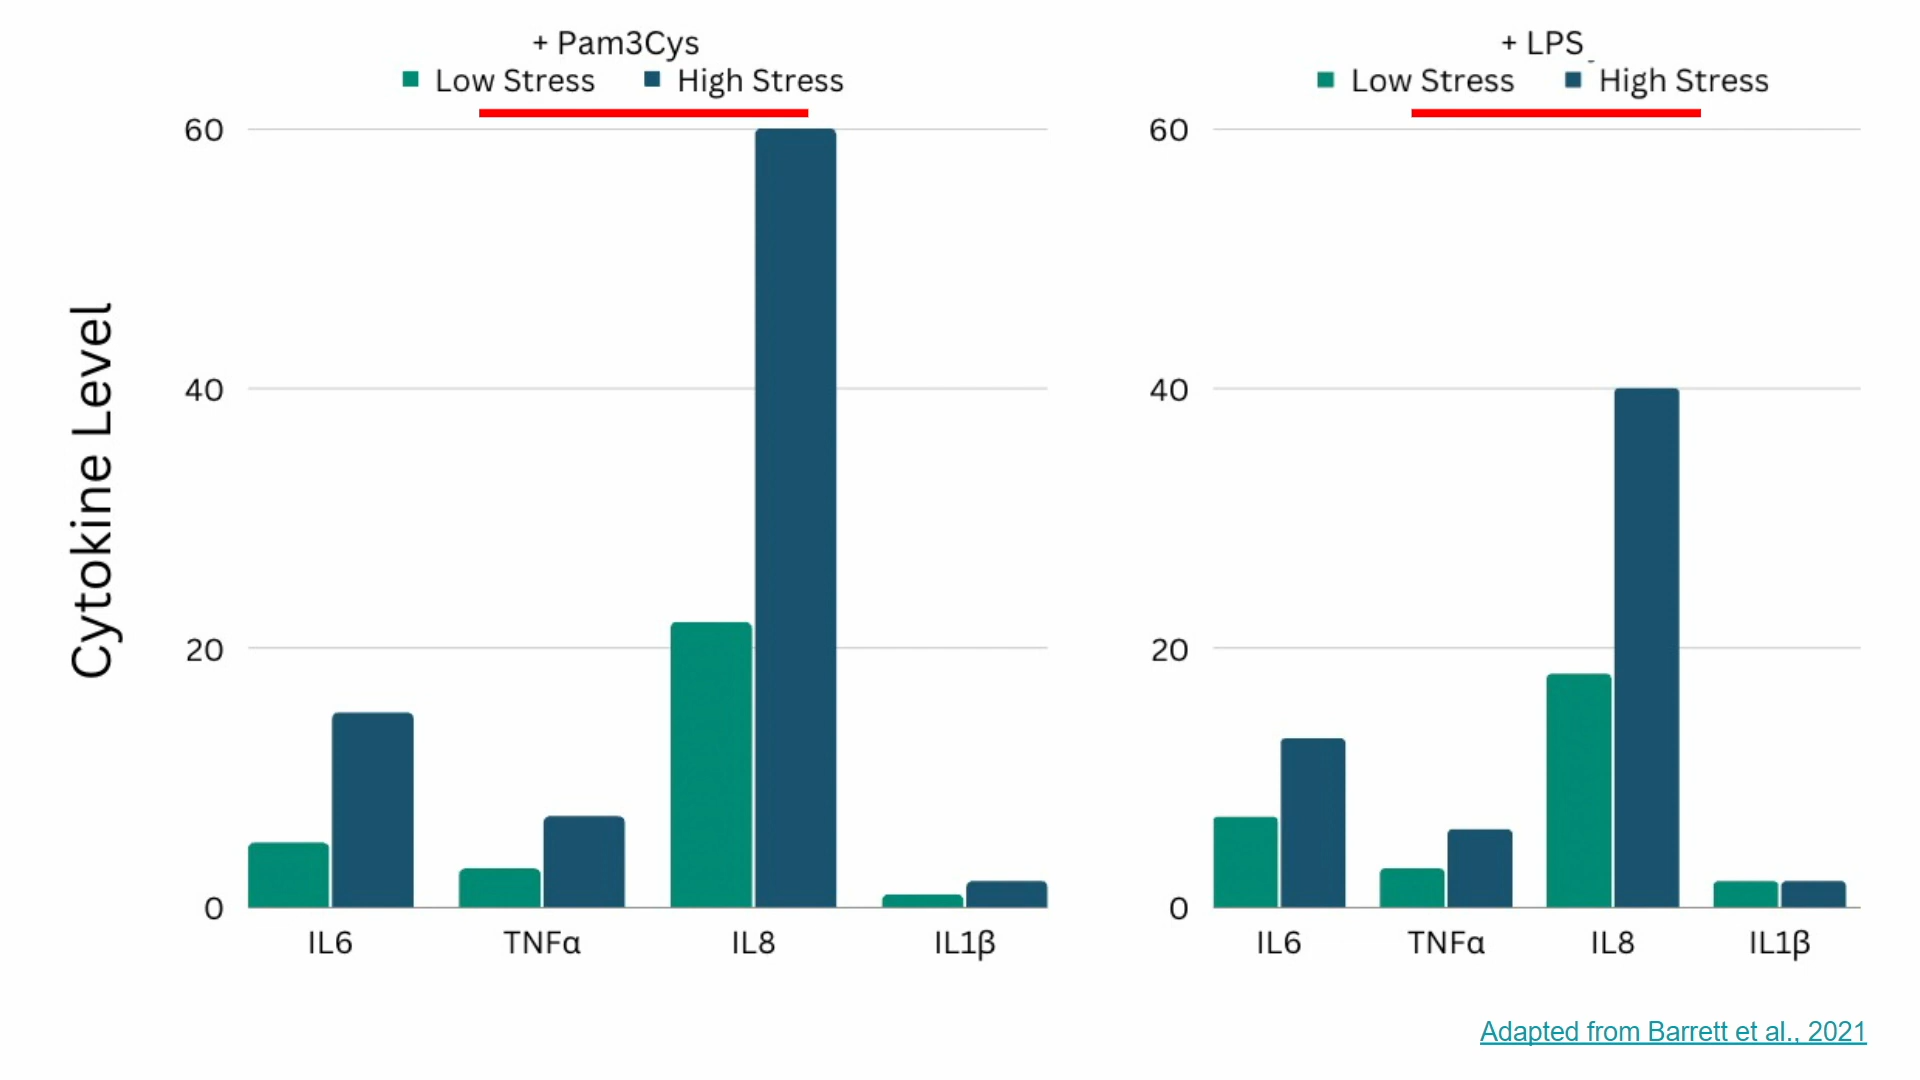 + Pam3Cys
Low Stress High Stress
60
40
20
0
Cytokine Level
IL6 TNFα IL8 IL1β
+ LPS
Low Stress High Stress
60
40
20
0
IL6 TNFα IL8 IL1β
Adapted from Barrett et al., 2021